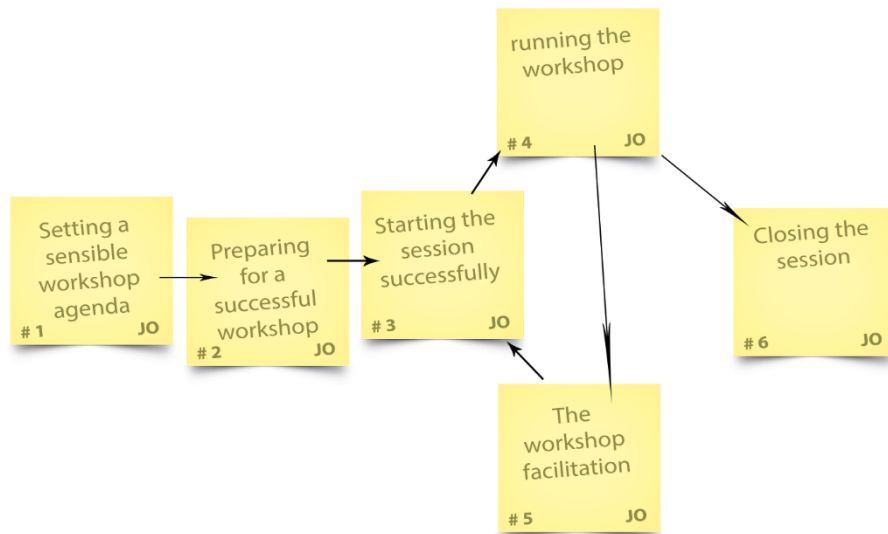 Setting a
sensible
workshop
agenda
# 1 JO
Preparing
for a
successful
workshop
# 2 JO
Starting the
session
successfully
# 3 JO
running the
workshop
# 4 JO
The
workshop
facilitation
# 5 JO
Closing the
session
# 6 JO